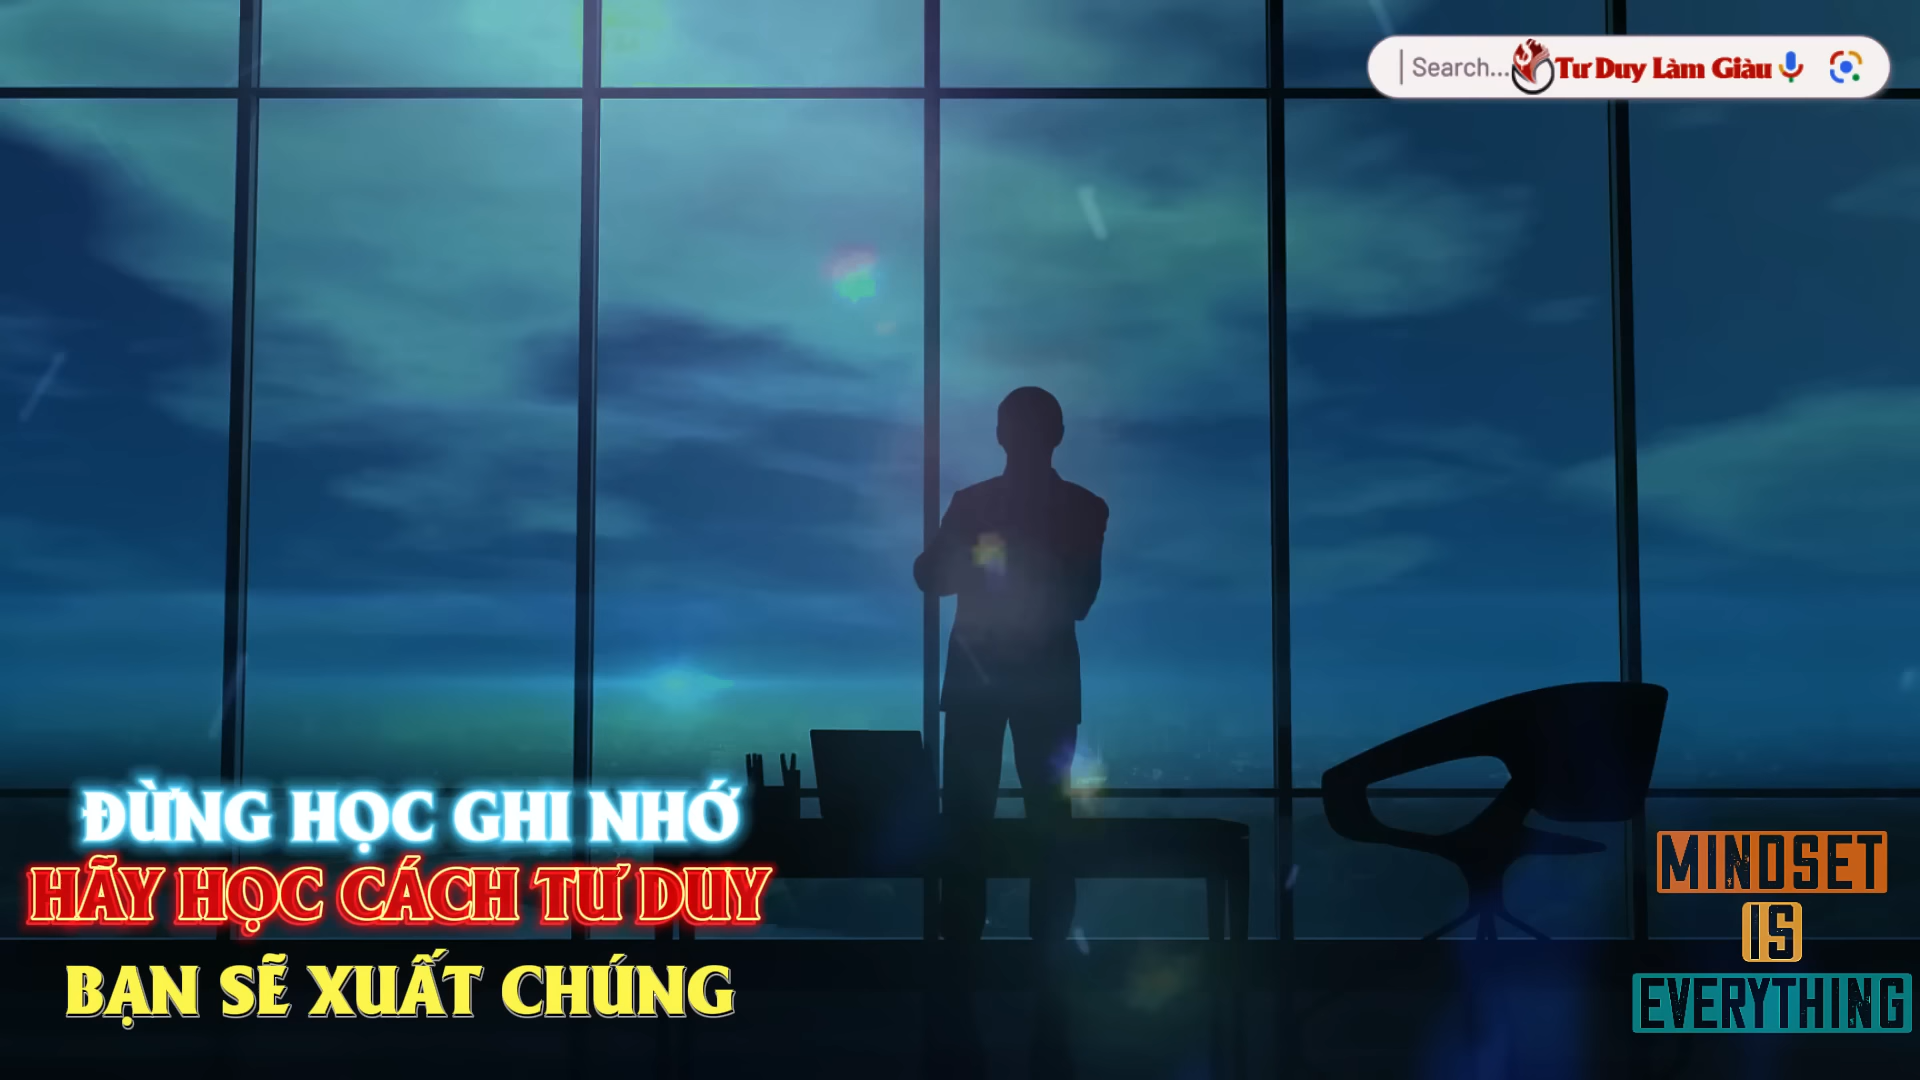 Search... Tư Duy Làm Giàu
ĐỪNG HỌC GHI NHỚ
HÃY HỌC CÁCH TƯ DUY
BẠN SẼ XUẤT CHÚNG
MINDSET
IS
EVERYTHING